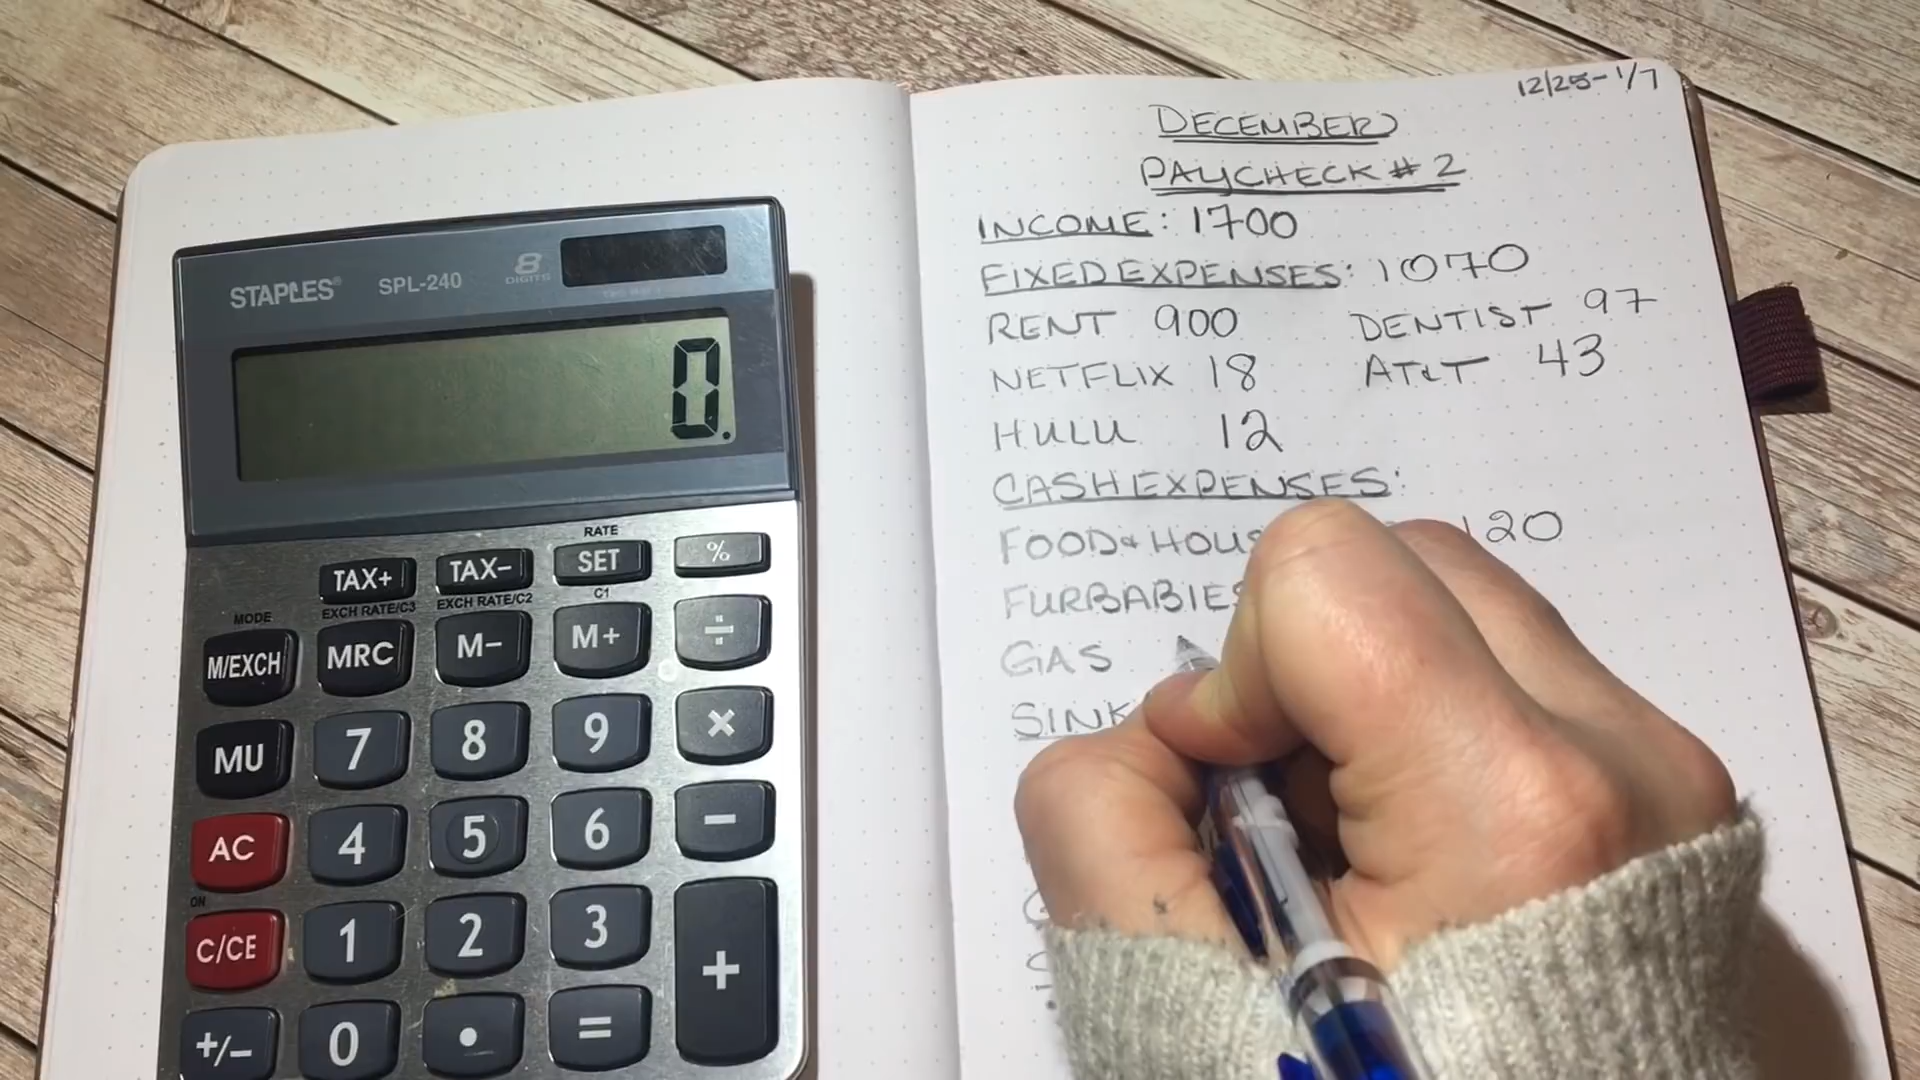 12/25-1/7
DECEMBER
PAYCHECK # 2
INCOME: 1700
FIXED EXPENSES: 1070
RENT 900 DENTIST 97
NETFLIX 18 AT&T 43
HULU 12
CASH EXPENSES:
FOOD & 120
FURBABIES
GAS
STAPLES® SPL-240 8 DIGITS
0.
RATE
TAX+ TAX- SET %
MODE EXCH RATE/C3 EXCH RATE/C2 C1
M/EXCH MRC M- M+ ÷
MU 7 8 9 ×
AC 4 5 6 -
ON
C/CE 1 2 3 +
+/- 0 . =